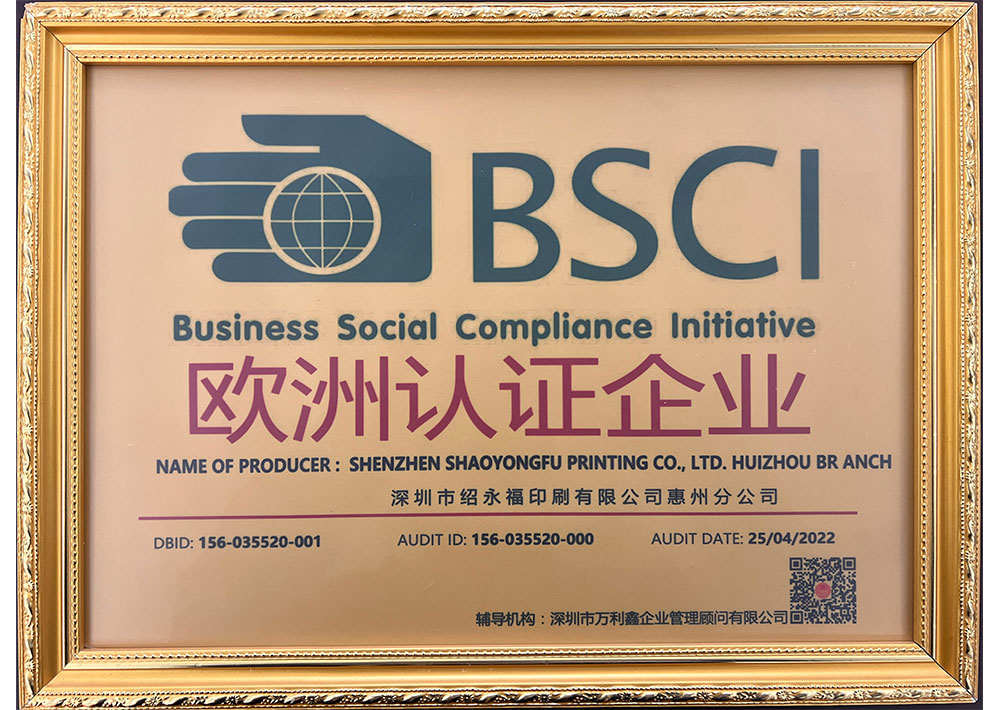 BSCI
Business Social Compliance Initiative
欧洲认证企业
NAME OF PRODUCER : SHENZHEN SHAOYONGFU PRINTING CO., LTD. HUIZHOU BR ANCH
深圳市绍永福印刷有限公司惠州分公司
DBID: 156-035520-001 AUDIT ID: 156-035520-000 AUDIT DATE: 25/04/2022
辅导机构：深圳市万利鑫企业管理顾问有限公司